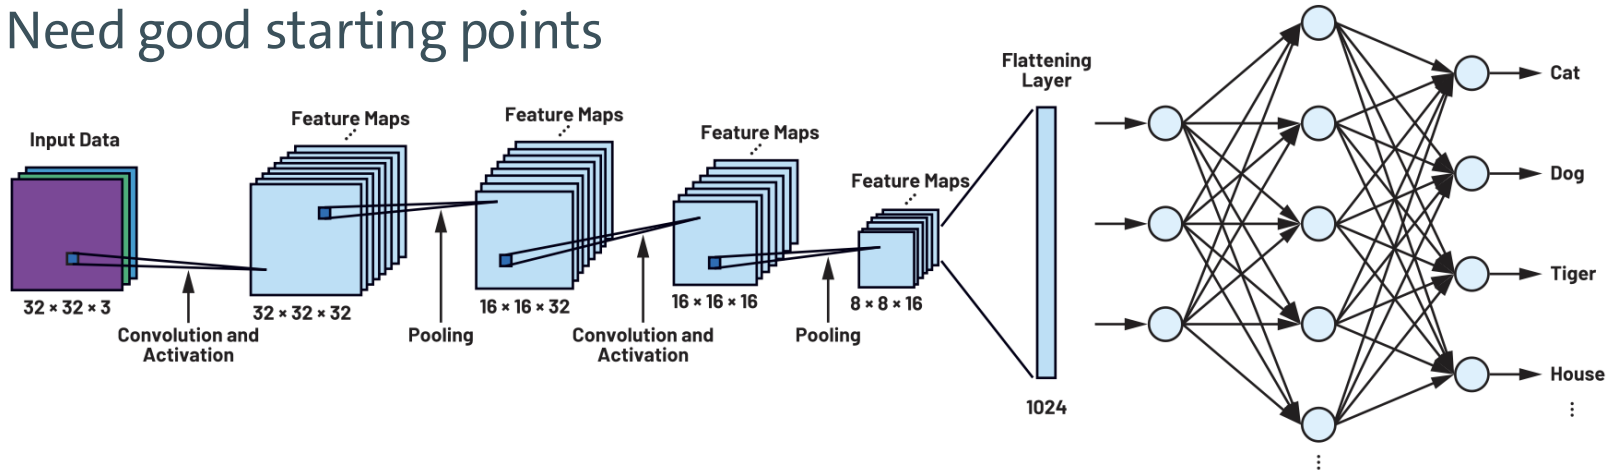 Need good starting points
Input Data
32 × 32 × 3
Convolution and
Activation
Feature Maps
32 × 32 × 32
Pooling
Feature Maps
16 × 16 × 32
Convolution and
Activation
Feature Maps
16 × 16 × 16
Pooling
Feature Maps
8 × 8 × 16
Flattening
Layer
1024
Cat
Dog
Tiger
House